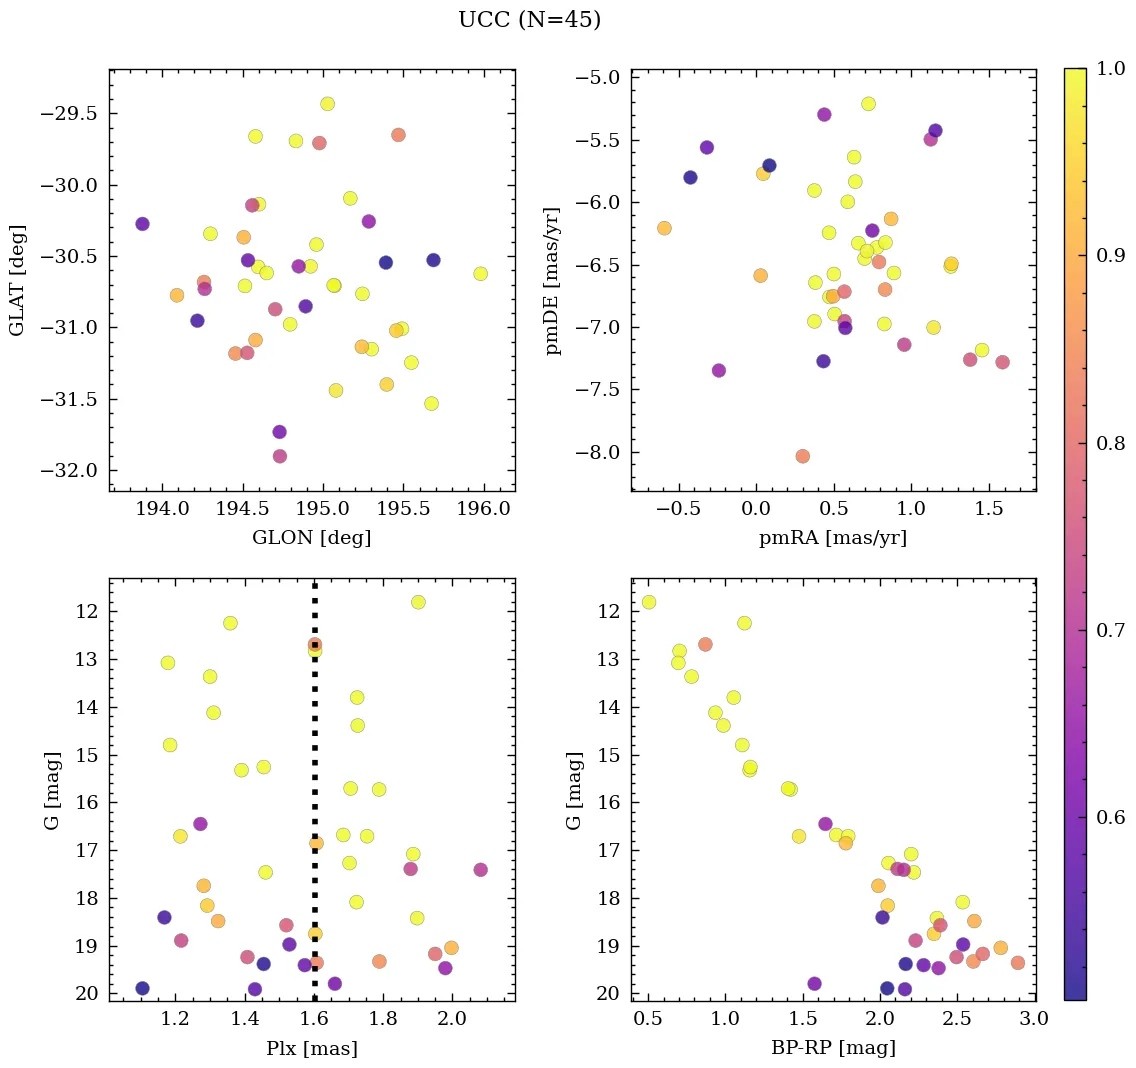 UCC (N=45)
−29.5
−30.0
−30.5
−31.0
−31.5
−32.0
GLAT [deg]
194.0 194.5 195.0 195.5 196.0
GLON [deg]
−5.0
−5.5
−6.0
−6.5
−7.0
−7.5
−8.0
pmDE [mas/yr]
−0.5 0.0 0.5 1.0 1.5
pmRA [mas/yr]
12
13
14
15
16
17
18
19
20
G [mag]
1.2 1.4 1.6 1.8 2.0
Plx [mas]
12
13
14
15
16
17
18
19
20
G [mag]
0.5 1.0 1.5 2.0 2.5 3.0
BP-RP [mag]
1.0
0.9
0.8
0.7
0.6